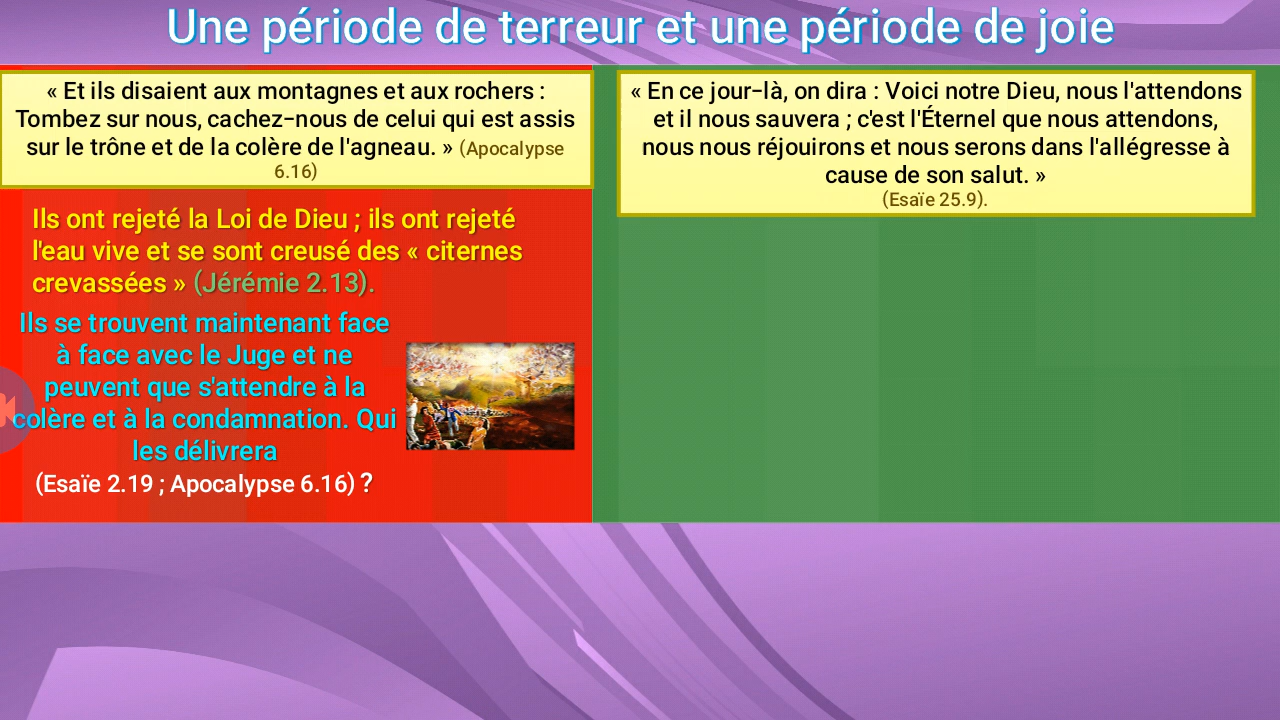 Une période de terreur et une période de joie
« Et ils disaient aux montagnes et aux rochers :
Tombez sur nous, cachez-nous de celui qui est assis
sur le trône et de la colère de l'agneau. » (Apocalypse
6.16)
Ils ont rejeté la Loi de Dieu ; ils ont rejeté
l'eau vive et se sont creusé des « citernes
crevassées » (Jérémie 2.13).
Ils se trouvent maintenant face
à face avec le Juge et ne
peuvent que s'attendre à la
colère et à la condamnation. Qui
les délivrera
(Esaïe 2.19 ; Apocalypse 6.16) ?
« En ce jour-là, on dira : Voici notre Dieu, nous l'attendons
et il nous sauvera ; c'est l'Éternel que nous attendons,
nous nous réjouirons et nous serons dans l'allégresse à
cause de son salut. »
(Esaïe 25.9).